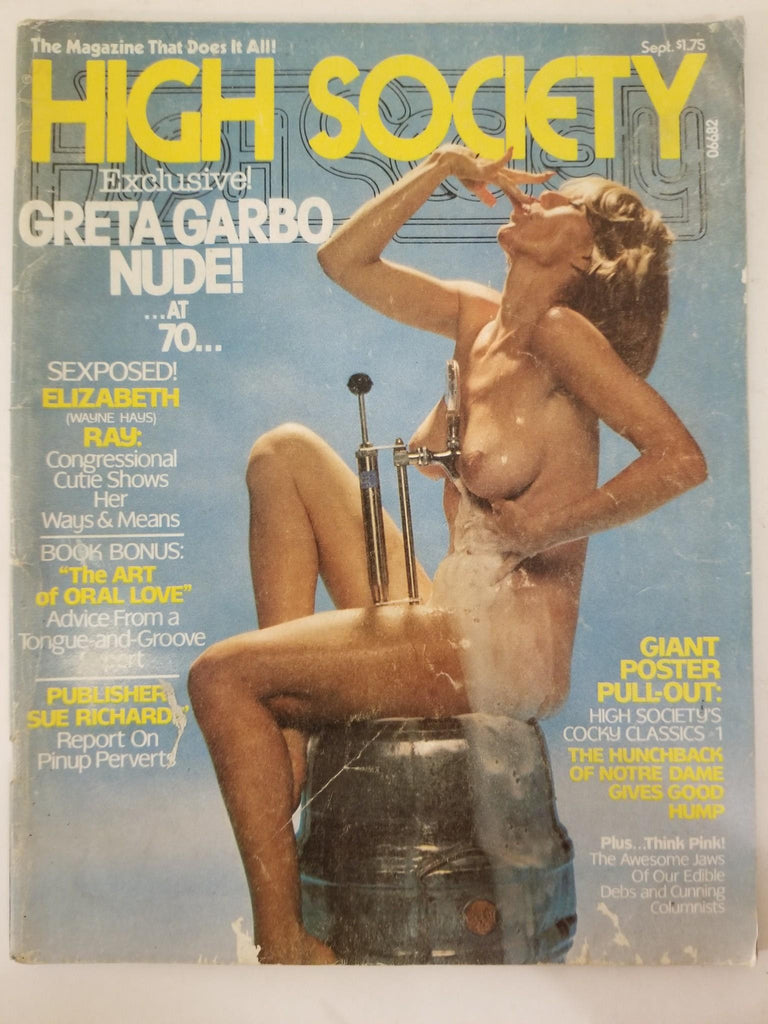 The Magazine That Does It All!
Sept. $1.75
HIGH SOCIETY
High Society
06682
Exclusive!
GRETA GARBO
NUDE!
...AT
70...
SEXPOSED!
ELIZABETH
(WAYNE HAYS)
RAY:
Congressional
Cutie Shows
Her
Ways & Means
BOOK BONUS:
"The ART
of ORAL LOVE"
Advice From a
Tongue-and-Groove
PUBLISHER
SUE RICHARDS'
Report On
Pinup Perverts
GIANT
POSTER
PULL-OUT:
HIGH SOCIETY'S
COCKY CLASSICS #1
THE HUNCHBACK
OF NOTRE DAME
GIVES GOOD
HUMP
Plus...Think Pink!
The Awesome Jaws
Of Our Edible
Debs and Cunning
Columnists